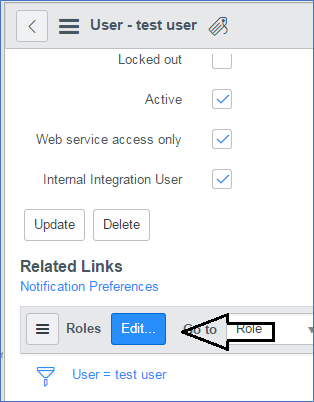 User - test user
Locked out
Active
Web service access only
Internal Integration User
Update Delete
Related Links
Notification Preferences
Roles Edit... Go to Role
User = test user